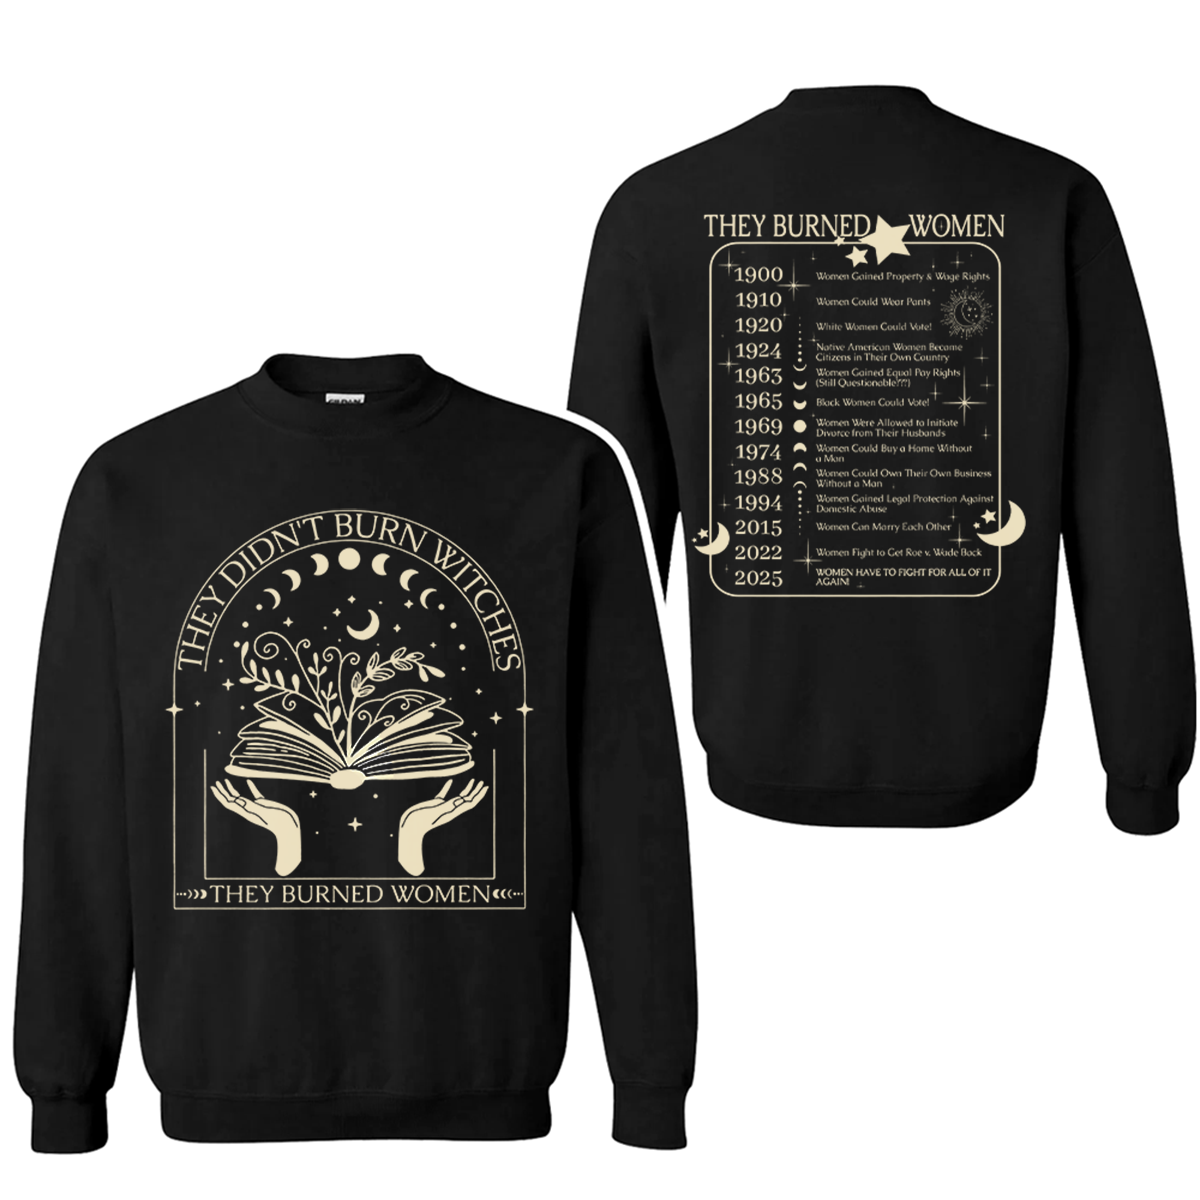 THEY DIDN'T BURN WITCHES
THEY BURNED WOMEN
THEY BURNED WOMEN
1900 Women Gained Property & Wage Rights
1910 Women Could Wear Pants
1920 White Women Could Vote!
1924 Native American Women Became
Citizens in Their Own Country
1963 Women Gained Equal Pay Rights
(Still Questionable???)
1965 Black Women Could Vote!
1969 Women Were Allowed to Initiate
Divorce from Their Husbands
1974 Women Could Buy a Home Without
a Man
1988 Women Could Own Their Own Business
Without a Man
1994 Women Gained Legal Protection Against
Domestic Abuse
2015 Women Can Marry Each Other
2022 Women Fight to Get Roe v. Wade Back
2025 WOMEN HAVE TO FIGHT FOR ALL OF IT
AGAIN!